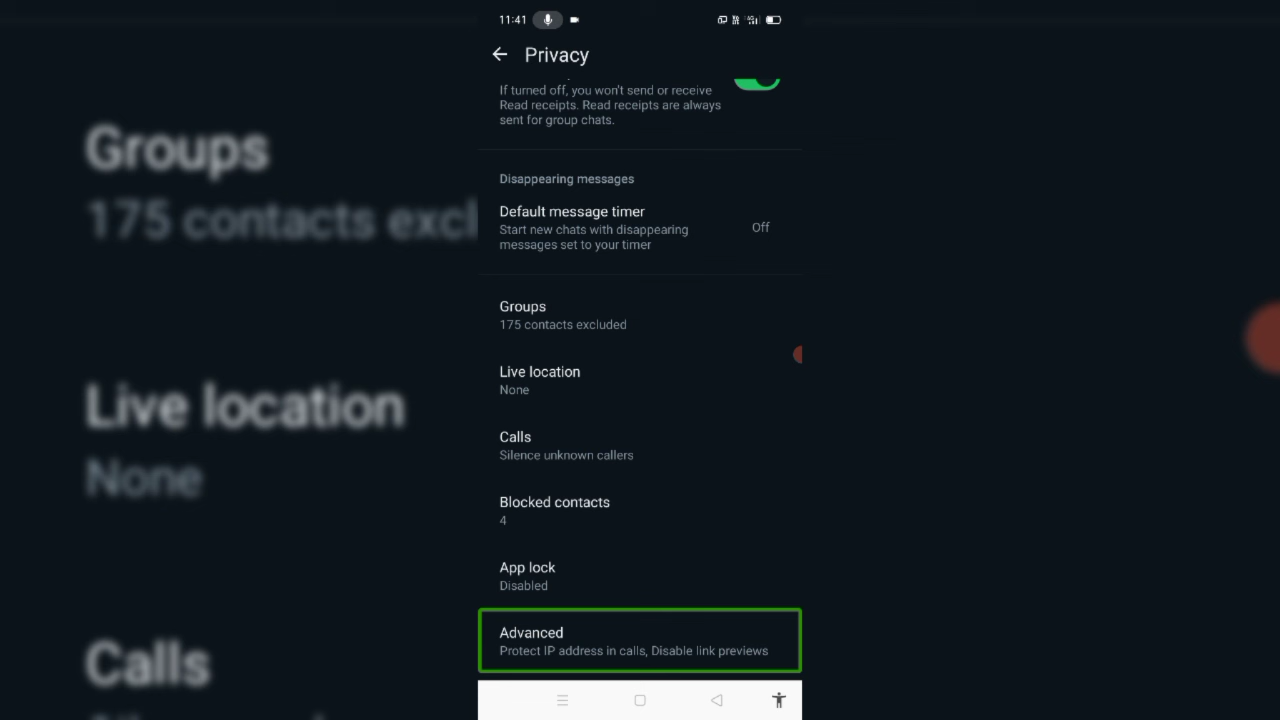 11:41
Privacy
If turned off, you won't send or receive
Read receipts. Read receipts are always
sent for group chats.
Disappearing messages
Default message timer
Start new chats with disappearing
messages set to your timer
Off
Groups
175 contacts excluded
Live location
None
Calls
Silence unknown callers
Blocked contacts
4
App lock
Disabled
Advanced
Protect IP address in calls, Disable link previews
Groups
175 contacts excl
Live location
None
Calls